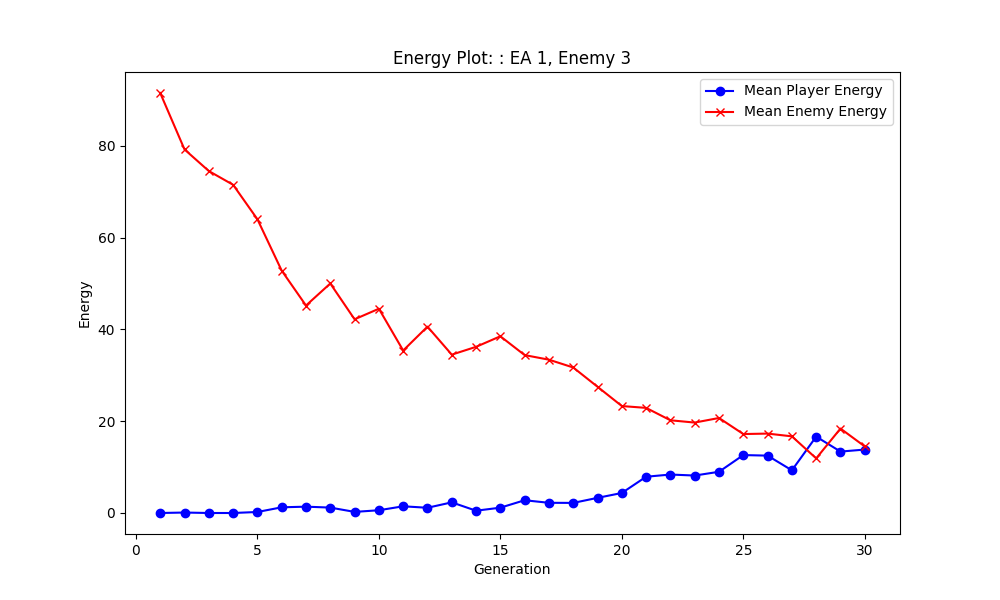 Energy Plot: : EA 1, Enemy 3
Mean Player Energy
Mean Enemy Energy
80
60
40
20
0
Energy
0 5 10 15 20 25 30
Generation